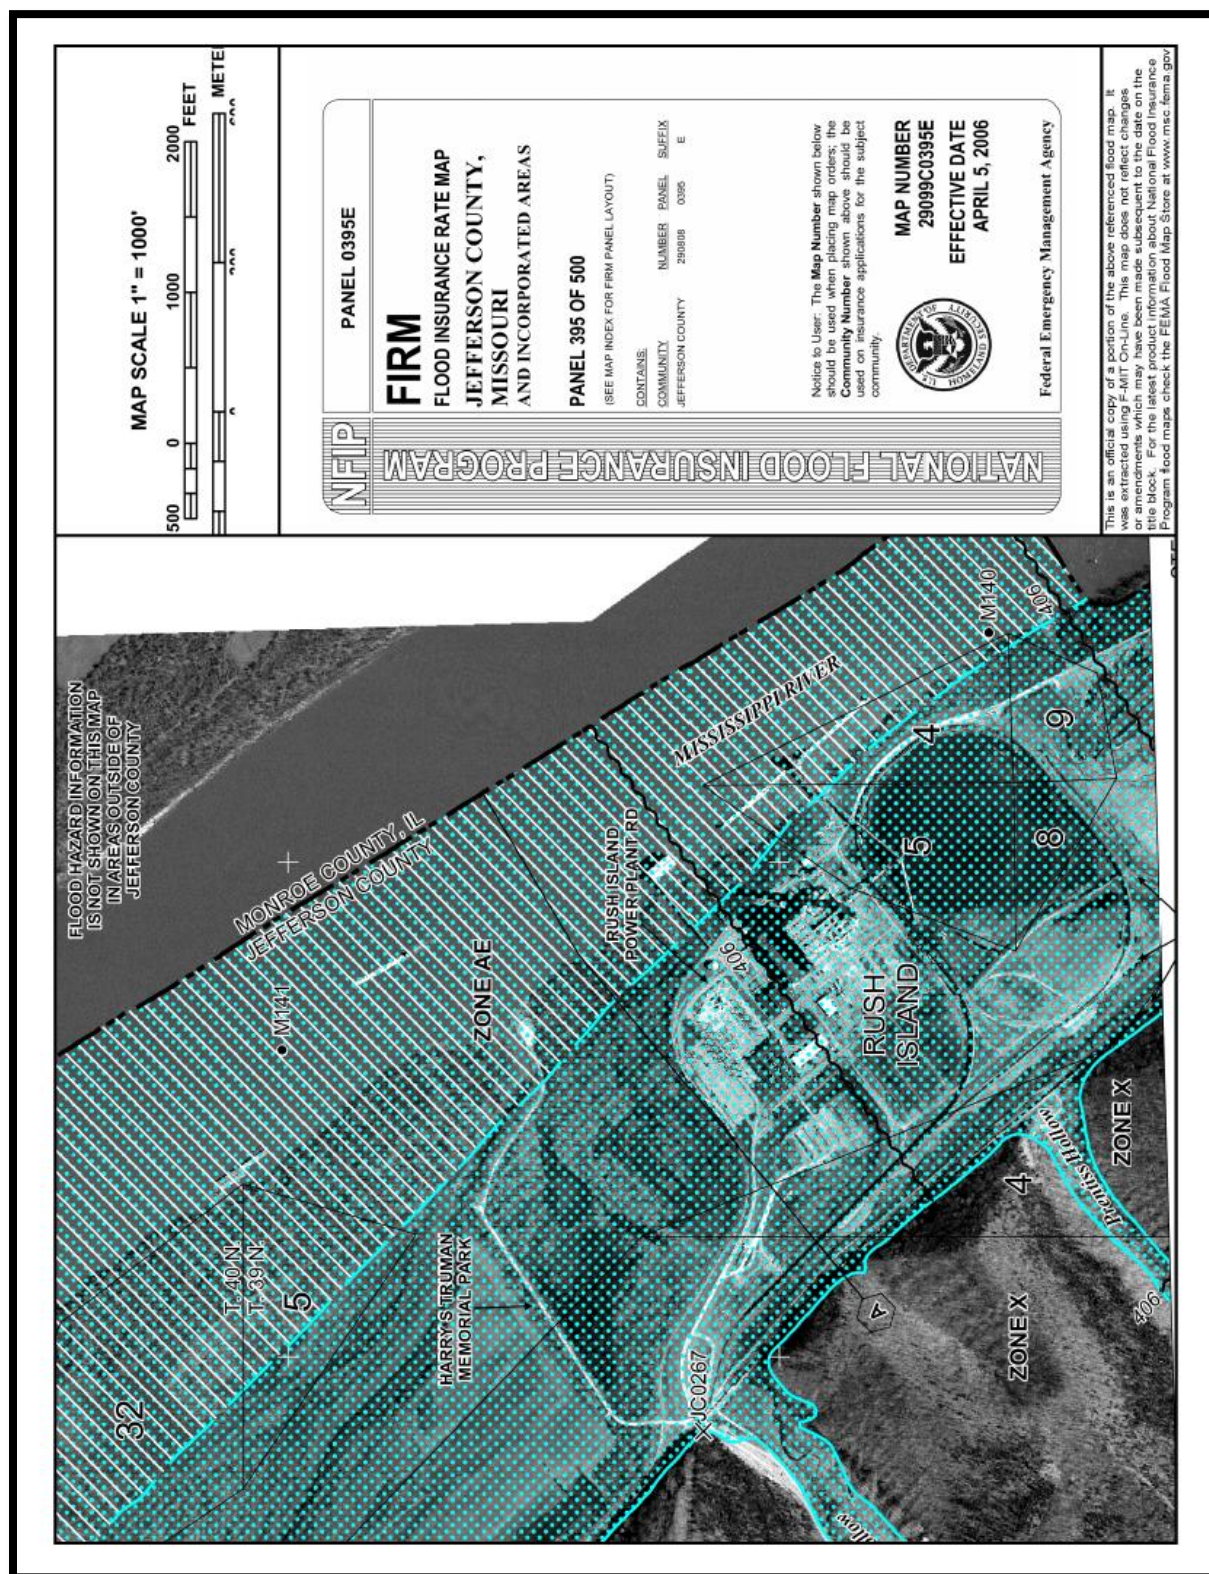 MAP SCALE 1" = 1000'
500 0 1000 2000
FEET
PANEL 0395E
FIRM
FLOOD INSURANCE RATE MAP
JEFFERSON COUNTY,
MISSOURI
AND INCORPORATED AREAS
PANEL 395 OF 500
(SEE MAP INDEX FOR FIRM PANEL LAYOUT)
CONTAINS:
COMMUNITY NUMBER PANEL SUFFIX
JEFFERSON COUNTY 290808 0395 E
Notice to User: The Map Number shown below
should be used when placing map orders; the
Community Number shown above should be
used on insurance applications for the subject
community.
MAP NUMBER
29099C0395E
EFFECTIVE DATE
APRIL 5, 2006
U.S. DEPARTMENT OF HOMELAND SECURITY
Federal Emergency Management Agency
NFIP
NATIONAL FLOOD INSURANCE PROGRAM
This is an official copy of a portion of the above referenced flood map. It
was extracted using F-MIT On-Line. This map does not reflect changes
or amendments which may have been made subsequent to the date on the
title block. For the latest product information about National Flood Insurance
Program flood maps check the FEMA Flood Map Store at www.msc.fema.gov
FLOOD HAZARD INFORMATION
IS NOT SHOWN ON THIS MAP
IN AREAS OUTSIDE OF
JEFFERSON COUNTY
MONROE COUNTY, IL
JEFFERSON COUNTY
M141
ZONE AE
32
T. 40 N.
T. 39 N.
5
HARRY S TRUMAN
MEMORIAL PARK
RUSH ISLAND
POWER PLANT RD
MISSISSIPPI RIVER
M140
406
406
4
5
9
8
RUSH
ISLAND
JC0267
A
4
ZONE X
ZONE X
Prentiss Hollow
406